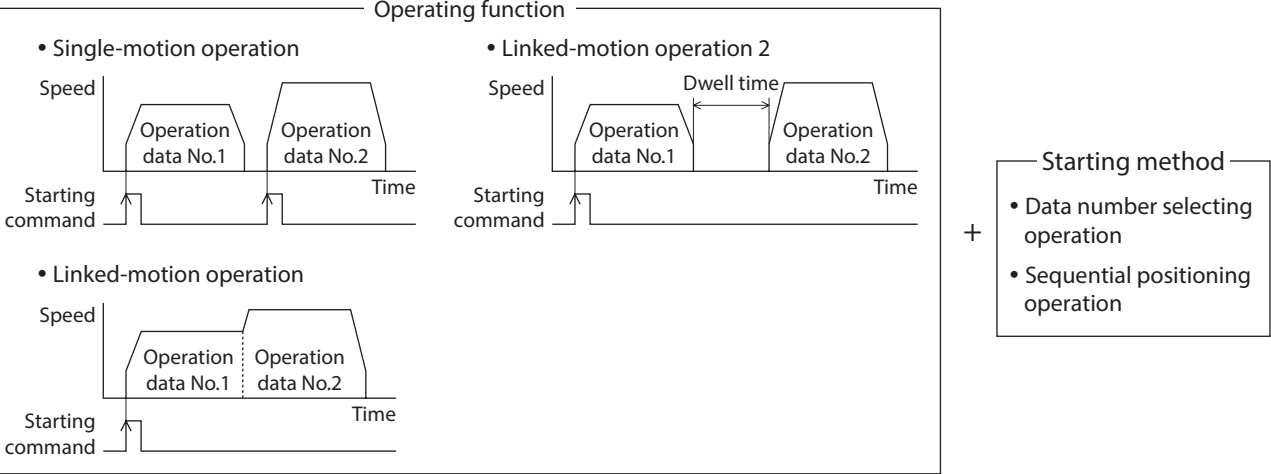 Operating function
• Single-motion operation
Speed
Operation
data No.1
Operation
data No.2
Time
Starting
command
• Linked-motion operation 2
Speed
Dwell time
Operation
data No.1
Operation
data No.2
Time
Starting
command
• Linked-motion operation
Speed
Operation
data No.1
Operation
data No.2
Time
Starting
command
+
Starting method
• Data number selecting
operation
• Sequential positioning
operation